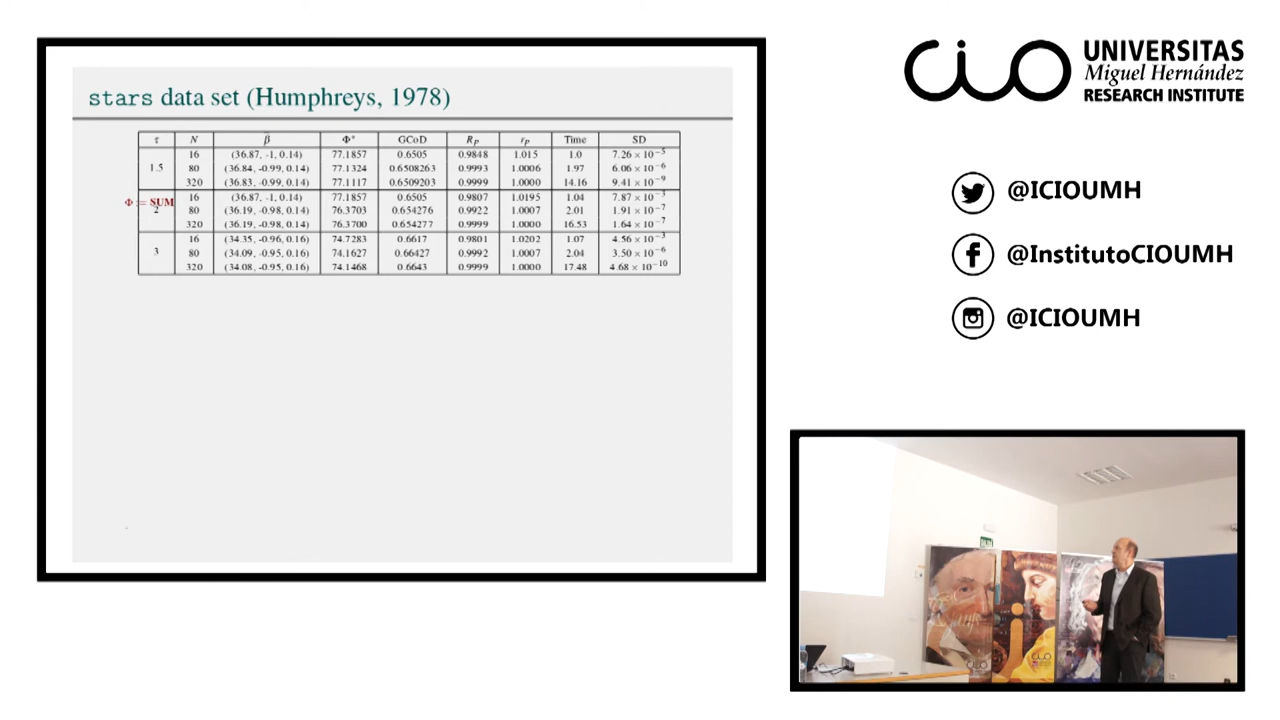 stars data set (Humphreys, 1978)
τ N β̂ Φ* GCoD R_P r_P Time SD
1.5 16 (36.87, -1, 0.14) 77.1857 0.6505 0.9848 1.015 1.0 7.26 × 10⁻⁵
80 (36.84, -0.99, 0.14) 77.1324 0.6508263 0.9993 1.0006 1.97 6.06 × 10⁻⁶
320 (36.83, -0.99, 0.14) 77.1117 0.6509203 0.9999 1.0000 14.16 9.41 × 10⁻⁹
Φ := SUM
2 16 (36.87, -1, 0.14) 77.1857 0.6505 0.9807 1.0195 1.04 7.87 × 10⁻³
80 (36.19, -0.98, 0.14) 76.3703 0.654276 0.9922 1.0007 2.01 1.91 × 10⁻⁷
320 (36.19, -0.98, 0.14) 76.3700 0.654277 0.9999 1.0000 16.53 1.64 × 10⁻⁷
3 16 (34.35, -0.96, 0.16) 74.7283 0.6617 0.9801 1.0202 1.07 4.56 × 10⁻³
80 (34.09, -0.95, 0.16) 74.1627 0.66427 0.9992 1.0007 2.04 3.50 × 10⁻⁶
320 (34.08, -0.95, 0.16) 74.1468 0.6643 0.9999 1.0000 17.48 4.68 × 10⁻¹⁰
cio
UNIVERSITAS
Miguel Hernández
RESEARCH INSTITUTE
@ICIOUMH
@InstitutoCIOUMH
@ICIOUMH